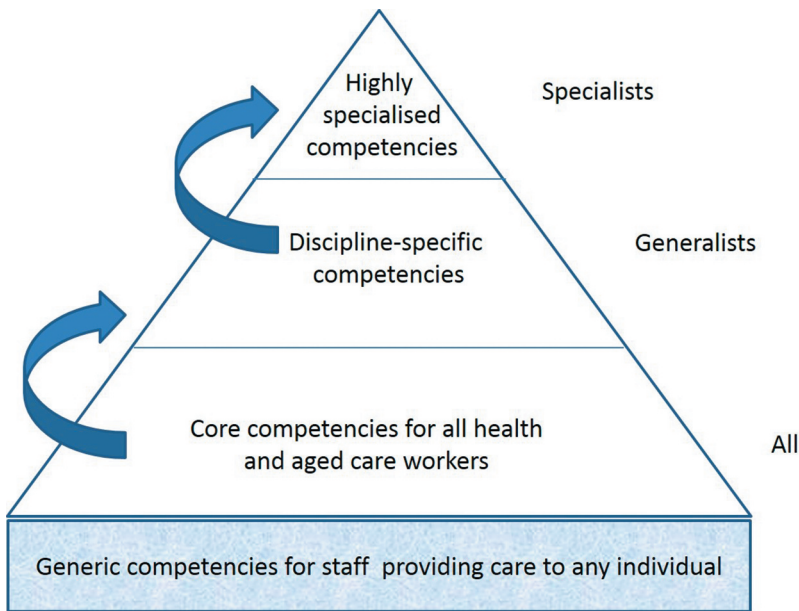 Highly
specialised
competencies
Specialists
Discipline-specific
competencies
Generalists
Core competencies for all health
and aged care workers
All
Generic competencies for staff  providing care to any individual